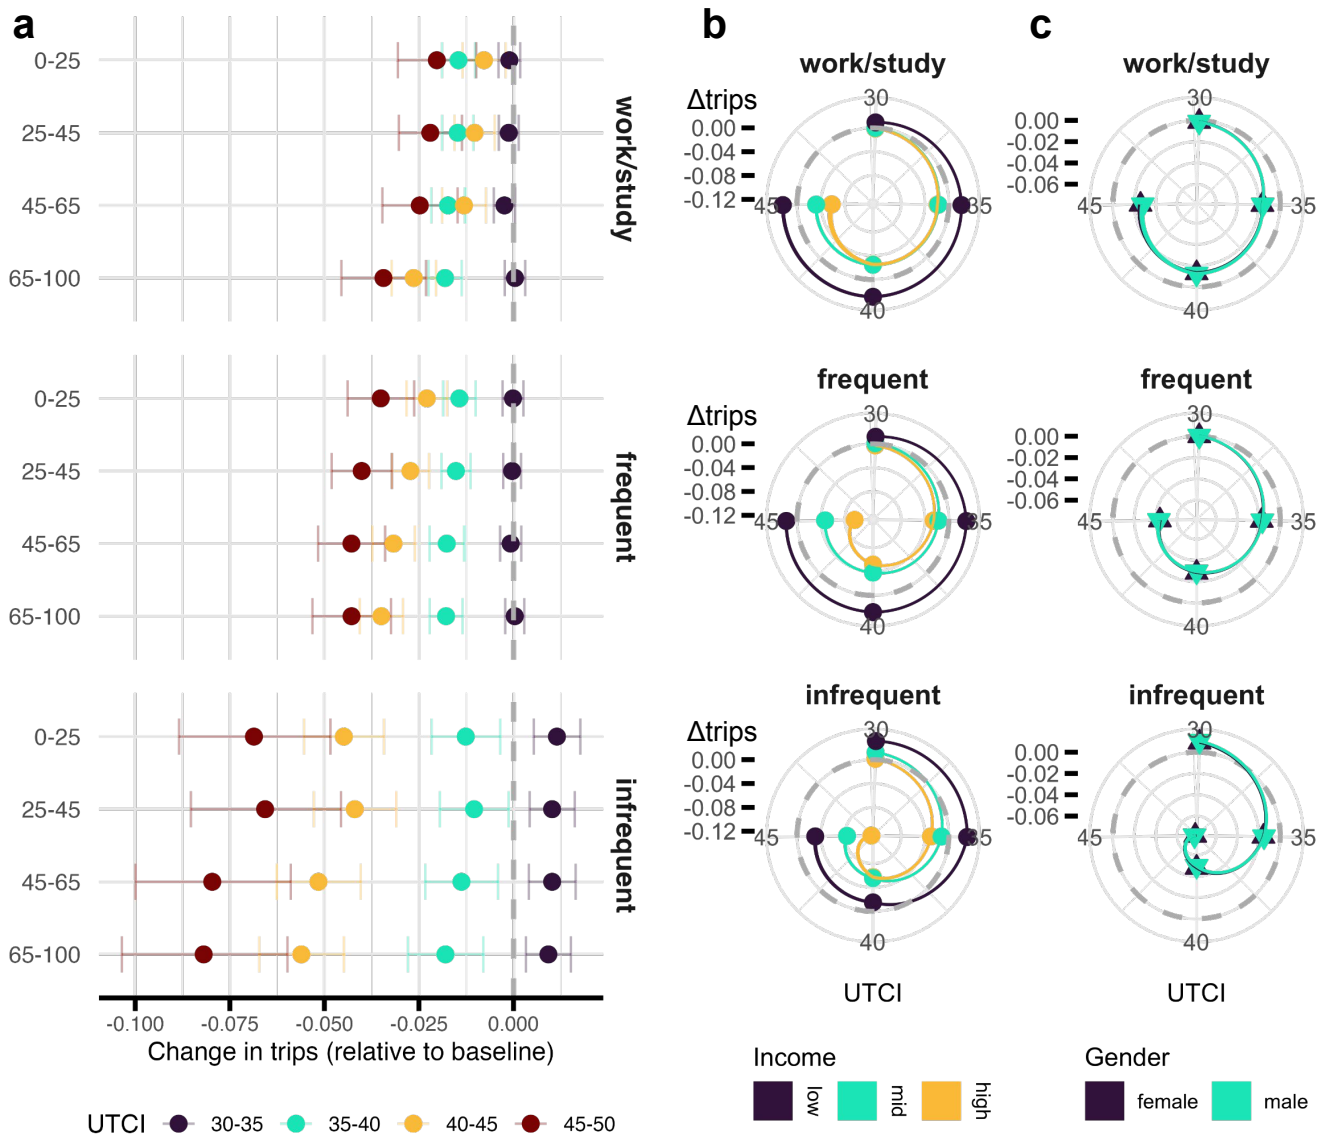 a
0-25
25-45
45-65
65-100
work/study
0-25
25-45
45-65
65-100
frequent
0-25
25-45
45-65
65-100
infrequent
-0.100 -0.075 -0.050 -0.025 0.000
Change in trips (relative to baseline)
UTCI 30-35 35-40 40-45 45-50
b
work/study
Δtrips
0.00
-0.04
-0.08
-0.12
30
35
40
45
frequent
Δtrips
0.00
-0.04
-0.08
-0.12
30
35
40
45
infrequent
Δtrips
0.00
-0.04
-0.08
-0.12
30
35
40
45
UTCI
Income
low mid high
c
work/study
0.00
-0.02
-0.04
-0.06
30
35
40
45
frequent
0.00
-0.02
-0.04
-0.06
30
35
40
45
infrequent
0.00
-0.02
-0.04
-0.06
30
35
40
45
UTCI
Gender
female male